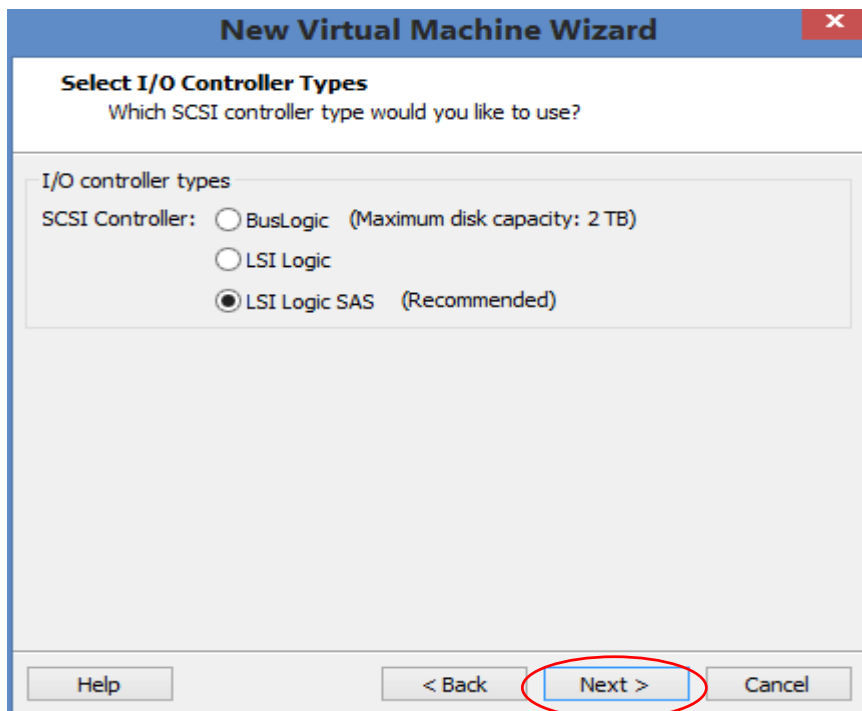 New Virtual Machine Wizard
x
Select I/O Controller Types
Which SCSI controller type would you like to use?
I/O controller types
SCSI Controller: BusLogic (Maximum disk capacity: 2 TB)
LSI Logic
LSI Logic SAS (Recommended)
Help < Back Next > Cancel